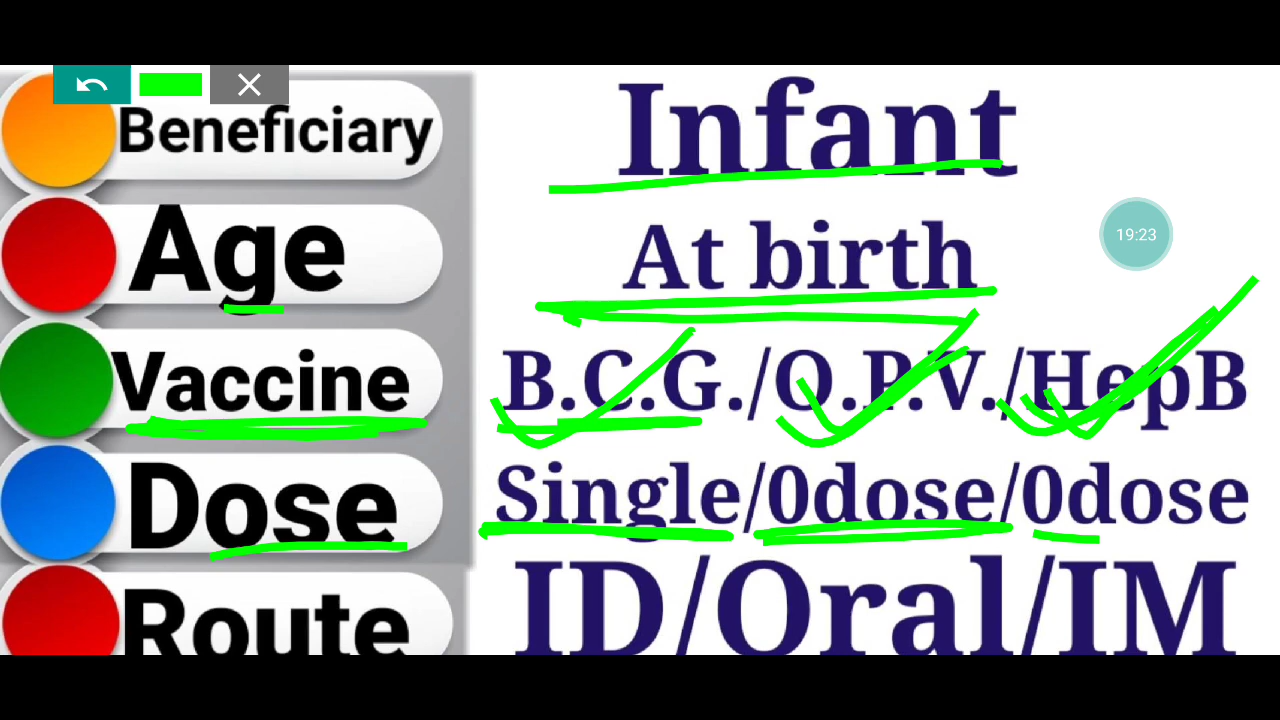 Beneficiary Infant
Age At birth
19:23
Vaccine B.C.G./O.P.V./HepB
Dose Single/0dose/0dose
Route ID/Oral/IM